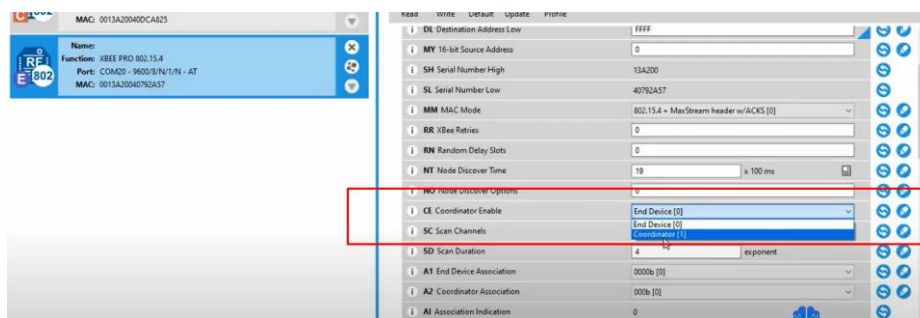 802
MAC: 0013A20040DCA825
Name:
Function: XBEE PRO 802.15.4
Port: COM20 - 9600/8/N/1/N - AT
MAC: 0013A20040792A57
RF
E 802
Read Write Default Update Profile
i DL Destination Address Low FFFF
i MY 16-bit Source Address 0
i SH Serial Number High 13A200
i SL Serial Number Low 40792A57
i MM MAC Mode 802.15.4 + MaxStream header w/ACKS [0]
i RR XBee Retries 0
i RN Random Delay Slots 0
i NT Node Discover Time 19 x 100 ms
i NO Node Discover Options 0
i CE Coordinator Enable End Device [0]
End Device [0]
i SC Scan Channels Coordinator [1]
i SD Scan Duration 4 exponent
i A1 End Device Association 0000b [0]
i A2 Coordinator Association 000b [0]
i AI Association Indication 0